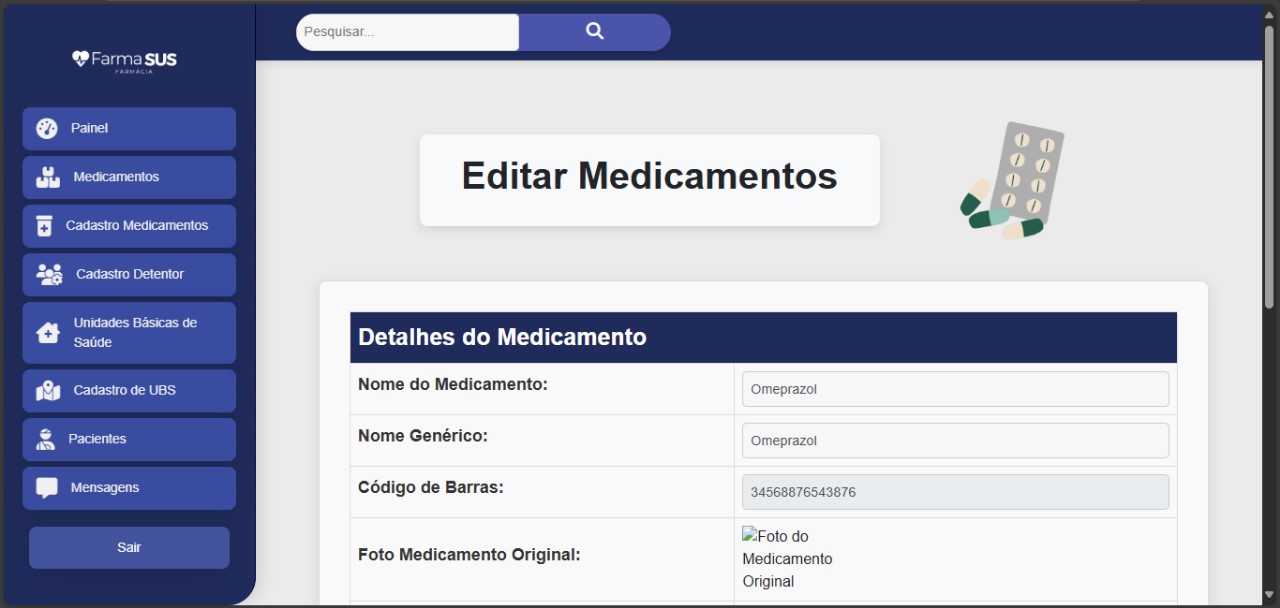 Farma SUS
FARMÁCIA
Pesquisar...
Painel
Medicamentos
Cadastro Medicamentos
Cadastro Detentor
Unidades Básicas de
Saúde
Cadastro de UBS
Pacientes
Mensagens
Sair
Editar Medicamentos
Detalhes do Medicamento
Nome do Medicamento:
Omeprazol
Nome Genérico:
Omeprazol
Código de Barras:
34568876543876
Foto Medicamento Original:
Foto do
Medicamento
Original